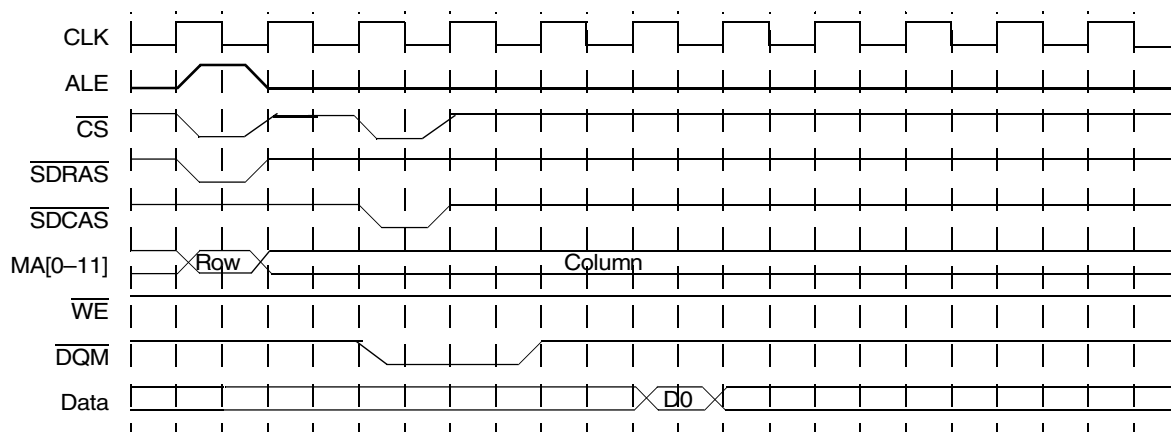 CLK
ALE
CS
SDRAS
SDCAS
MA[0–11] Row Column
WE
DQM
Data D0